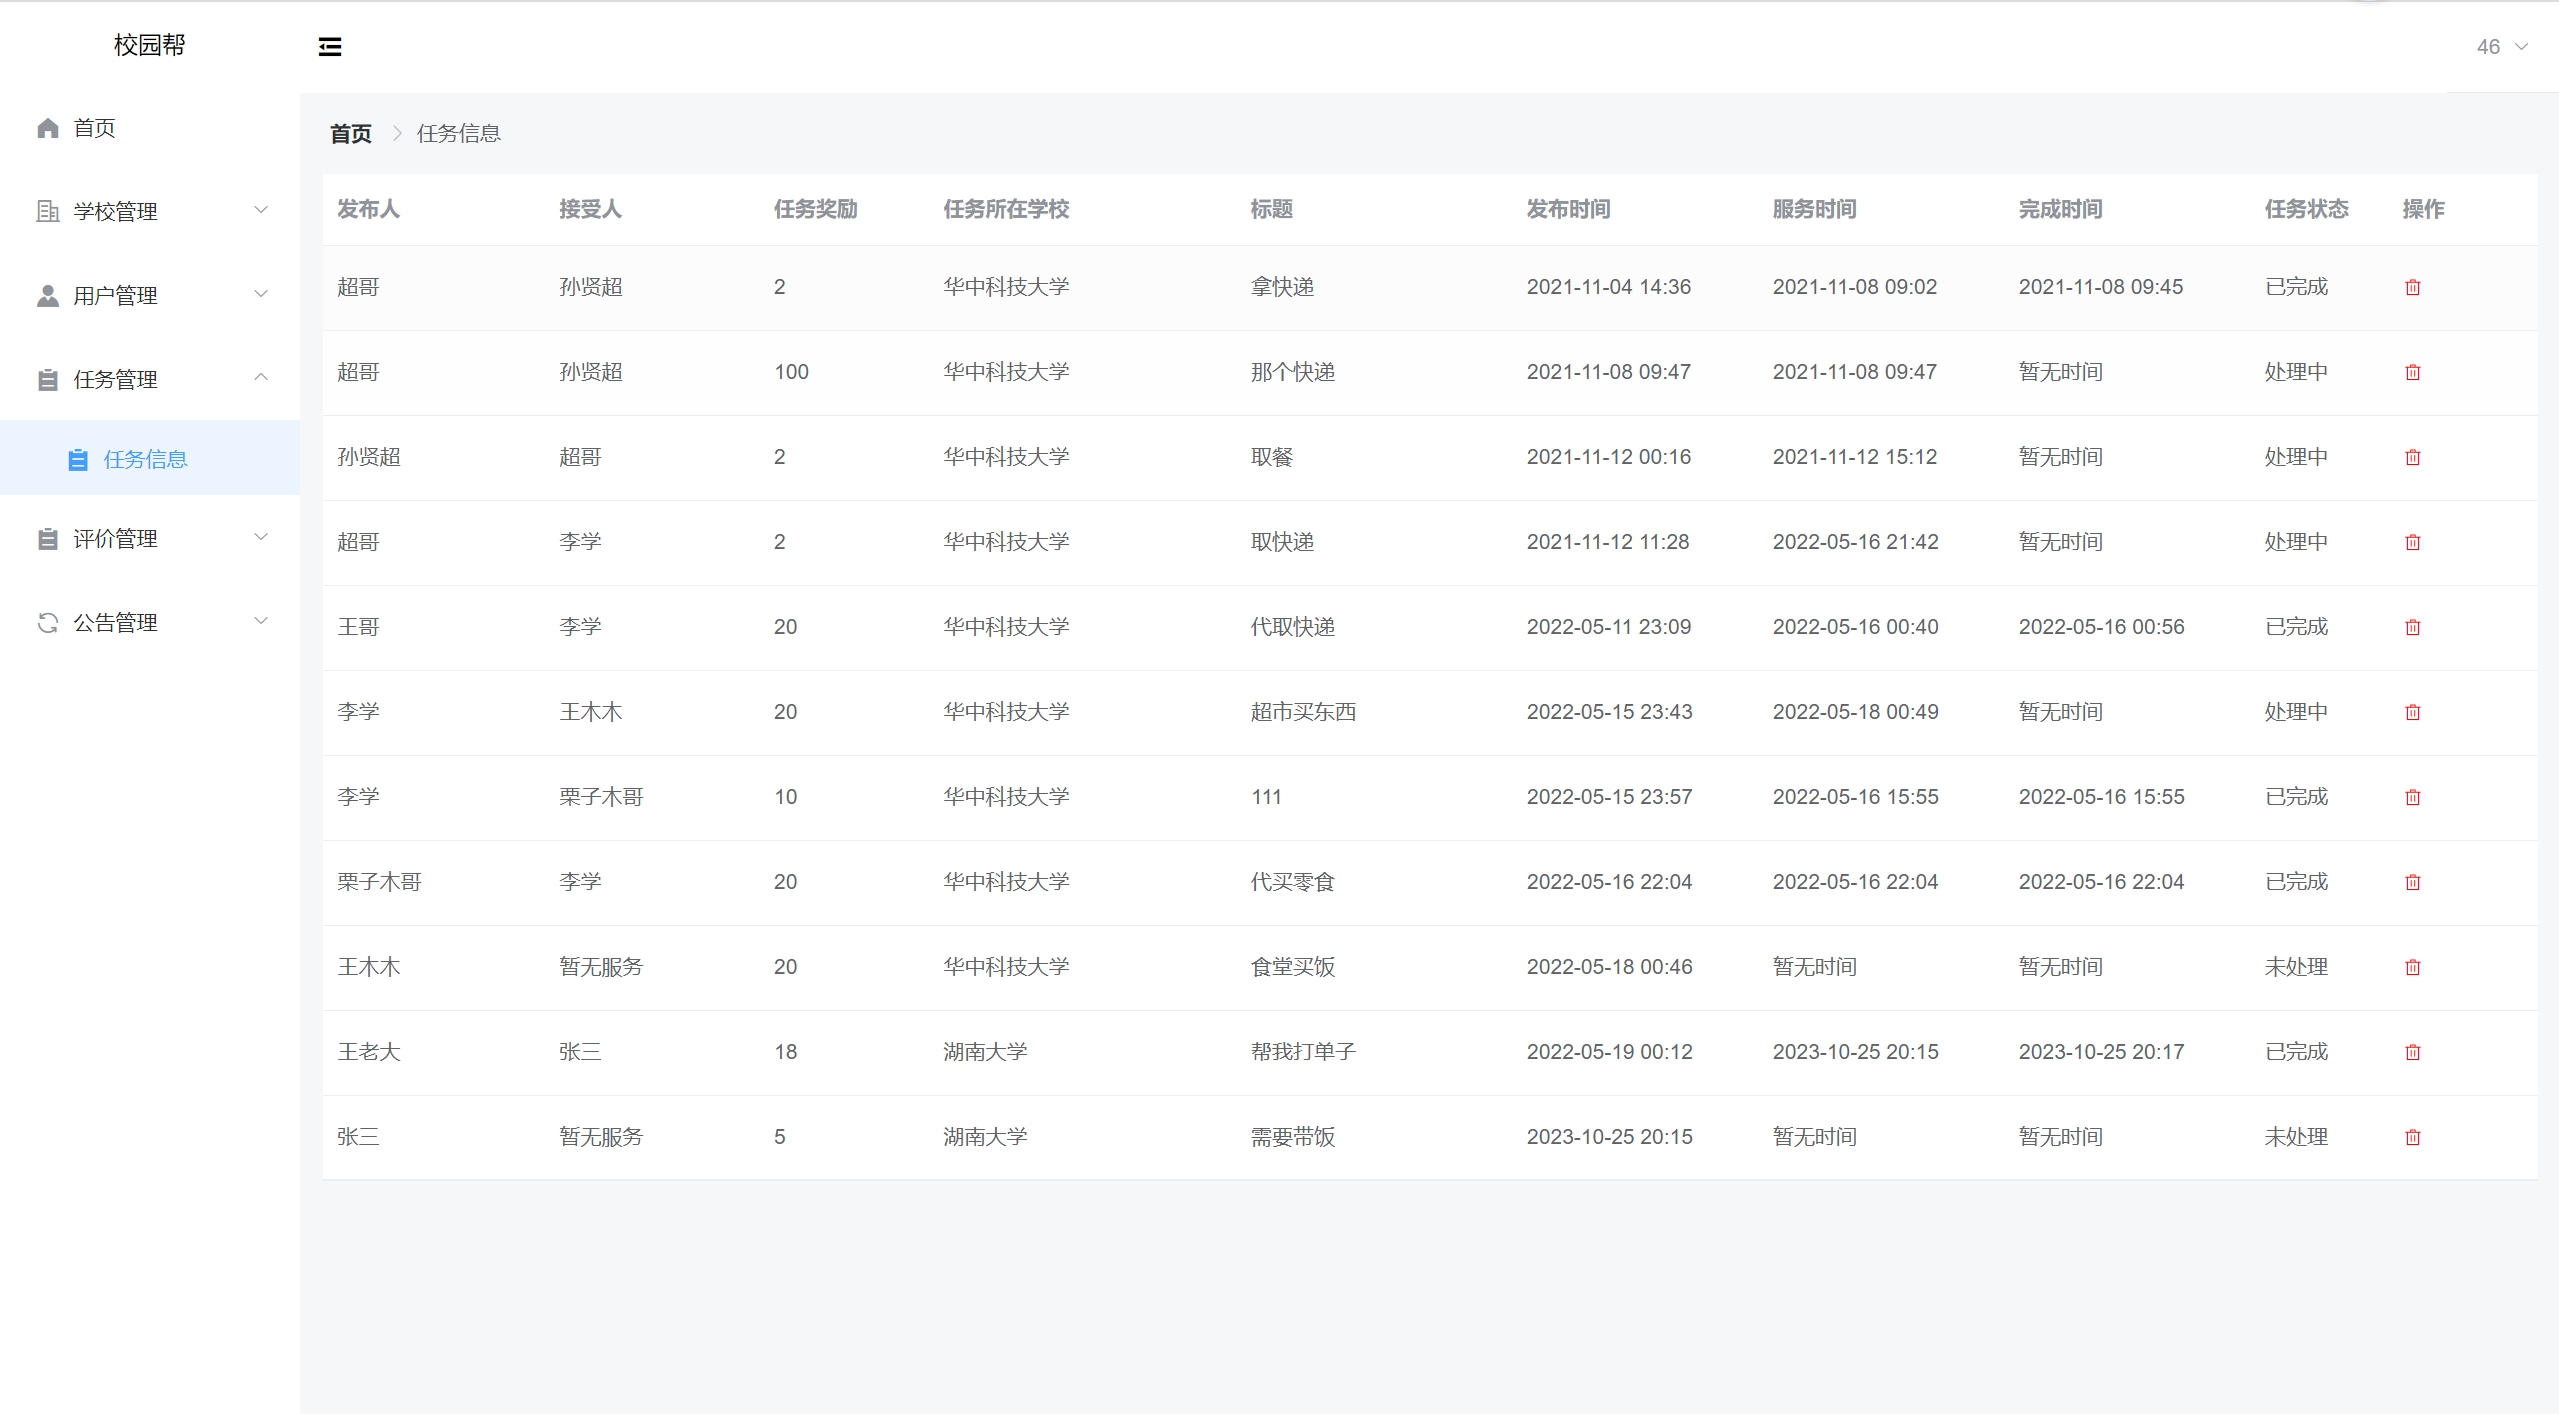 校园帮
46
首页
学校管理
用户管理
任务管理
任务信息
评价管理
公告管理
首页 任务信息
发布人 接受人 任务奖励 任务所在学校 标题 发布时间 服务时间 完成时间 任务状态 操作
超哥 孙贤超 2 华中科技大学 拿快递 2021-11-04 14:36 2021-11-08 09:02 2021-11-08 09:45 已完成
超哥 孙贤超 100 华中科技大学 那个快递 2021-11-08 09:47 2021-11-08 09:47 暂无时间 处理中
孙贤超 超哥 2 华中科技大学 取餐 2021-11-12 00:16 2021-11-12 15:12 暂无时间 处理中
超哥 李学 2 华中科技大学 取快递 2021-11-12 11:28 2022-05-16 21:42 暂无时间 处理中
王哥 李学 20 华中科技大学 代取快递 2022-05-11 23:09 2022-05-16 00:40 2022-05-16 00:56 已完成
李学 王木木 20 华中科技大学 超市买东西 2022-05-15 23:43 2022-05-18 00:49 暂无时间 处理中
李学 栗子木哥 10 华中科技大学 111 2022-05-15 23:57 2022-05-16 15:55 2022-05-16 15:55 已完成
栗子木哥 李学 20 华中科技大学 代买零食 2022-05-16 22:04 2022-05-16 22:04 2022-05-16 22:04 已完成
王木木 暂无服务 20 华中科技大学 食堂买饭 2022-05-18 00:46 暂无时间 暂无时间 未处理
王老大 张三 18 湖南大学 帮我打单子 2022-05-19 00:12 2023-10-25 20:15 2023-10-25 20:17 已完成
张三 暂无服务 5 湖南大学 需要带饭 2023-10-25 20:15 暂无时间 暂无时间 未处理